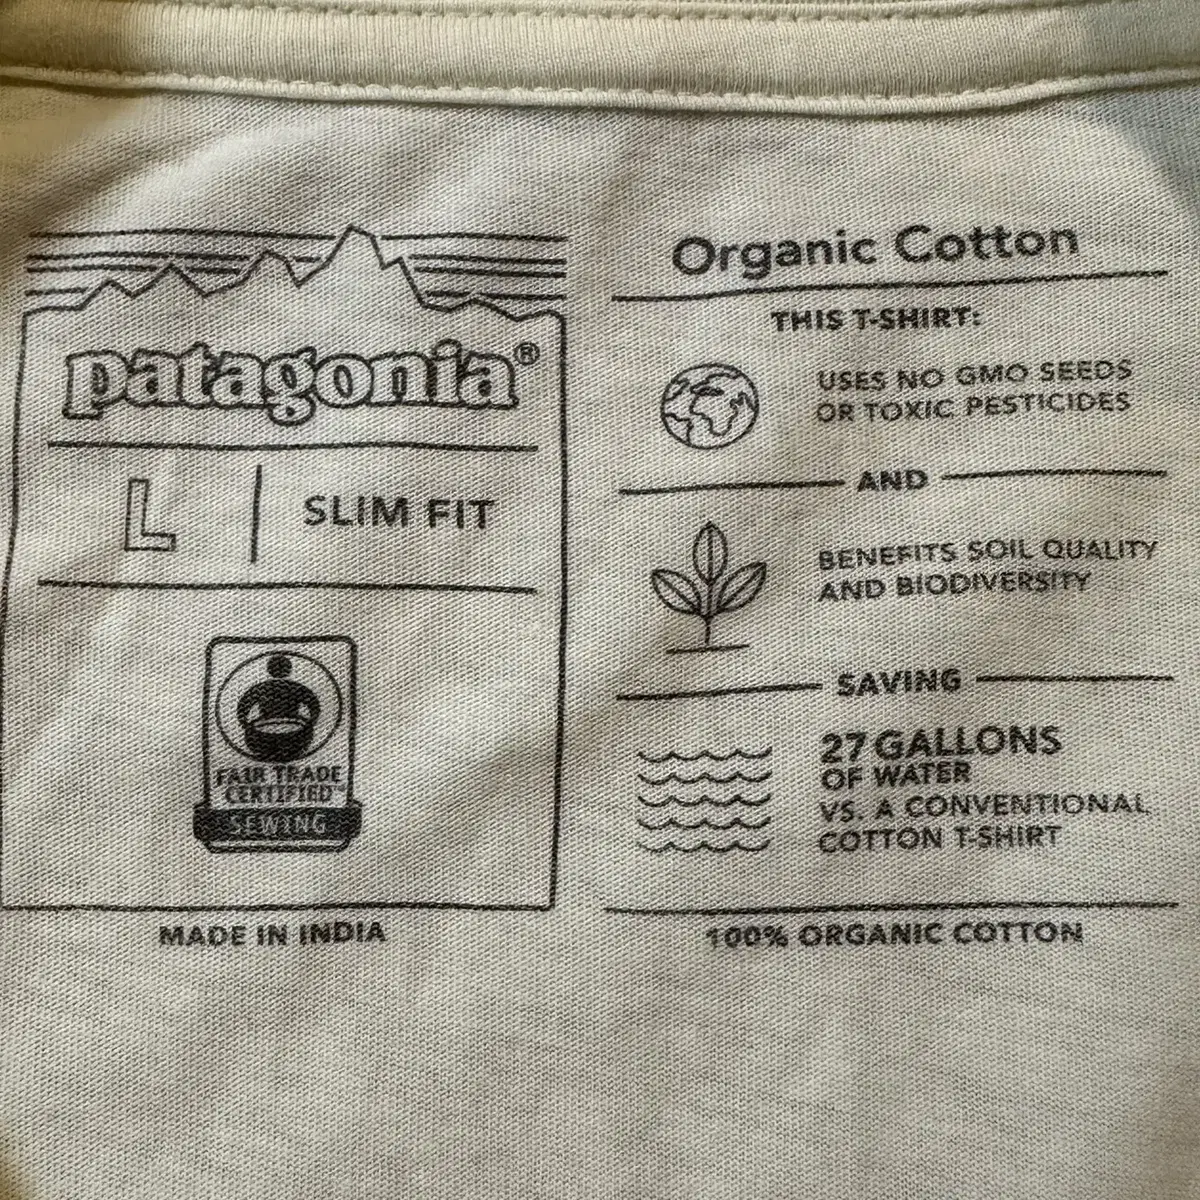 patagonia®
L
SLIM FIT
FAIR TRADE
CERTIFIED™
SEWING
MADE IN INDIA
Organic Cotton
THIS T-SHIRT:
USES NO GMO SEEDS
OR TOXIC PESTICIDES
AND
BENEFITS SOIL QUALITY
AND BIODIVERSITY
SAVING
27 GALLONS
OF WATER
VS. A CONVENTIONAL
COTTON T-SHIRT
100% ORGANIC COTTON